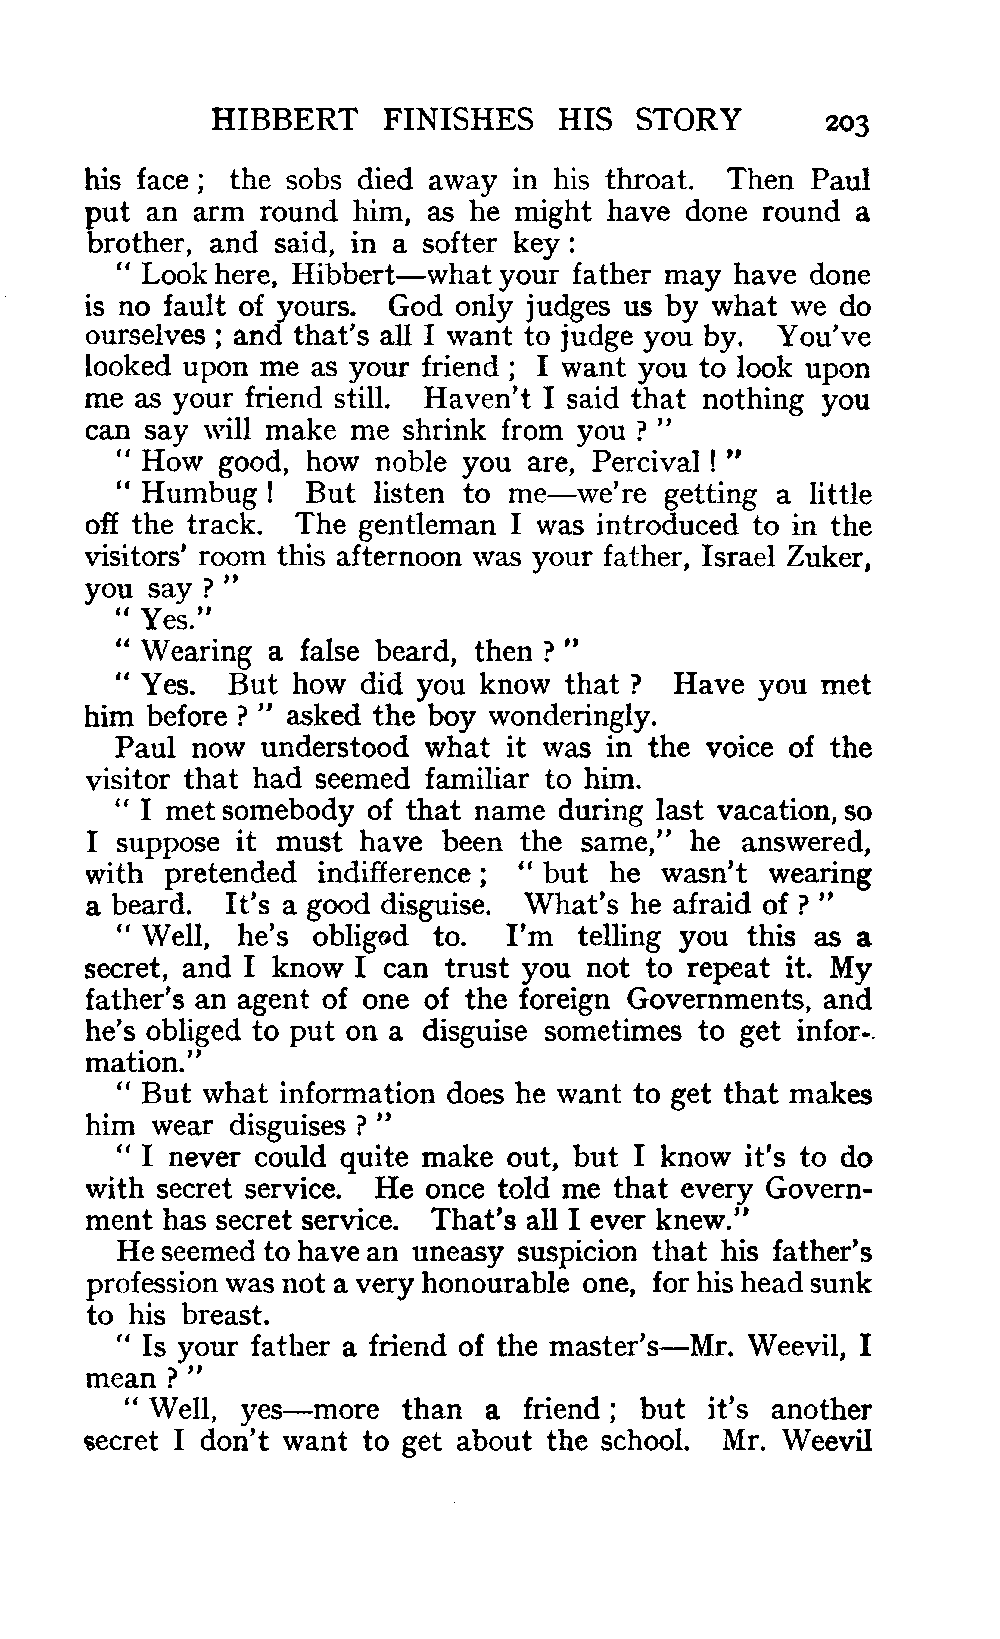 HIBBERT FINISHES HIS STORY 203
his face ; the sobs died away in his throat. Then Paul
put an arm round him, as he might have done round a
brother, and said, in a softer key :
" Look here, Hibbert—what your father may have done
is no fault of yours. God only judges us by what we do
ourselves ; and that's all I want to judge you by. You've
looked upon me as your friend ; I want you to look upon
me as your friend still. Haven't I said that nothing you
can say will make me shrink from you ? "
" How good, how noble you are, Percival ! "
" Humbug ! But listen to me—we're getting a little
off the track. The gentleman I was introduced to in the
visitors' room this afternoon was your father, Israel Zuker,
you say ? "
" Yes."
" Wearing a false beard, then ? "
" Yes. But how did you know that ? Have you met
him before ? " asked the boy wonderingly.
Paul now understood what it was in the voice of the
visitor that had seemed familiar to him.
" I met somebody of that name during last vacation, so
I suppose it must have been the same," he answered,
with pretended indifference ; " but he wasn't wearing
a beard. It's a good disguise. What's he afraid of ? "
" Well, he's obliged to. I'm telling you this as a
secret, and I know I can trust you not to repeat it. My
father's an agent of one of the foreign Governments, and
he's obliged to put on a disguise sometimes to get infor-
mation."
" But what information does he want to get that makes
him wear disguises ? "
" I never could quite make out, but I know it's to do
with secret service. He once told me that every Govern-
ment has secret service. That's all I ever knew."
He seemed to have an uneasy suspicion that his father's
profession was not a very honourable one, for his head sunk
to his breast.
" Is your father a friend of the master's—Mr. Weevil, I
mean ? "
" Well, yes—more than a friend ; but it's another
secret I don't want to get about the school. Mr. Weevil